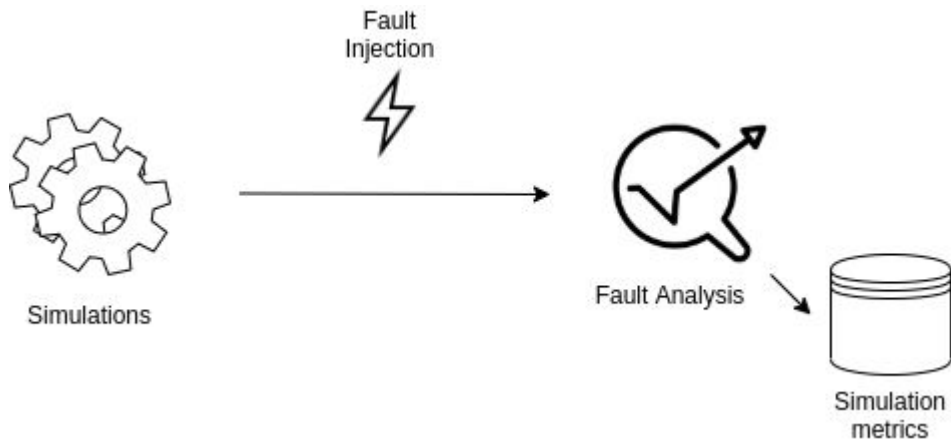 Fault
Injection
Simulations
Fault Analysis
Simulation
metrics